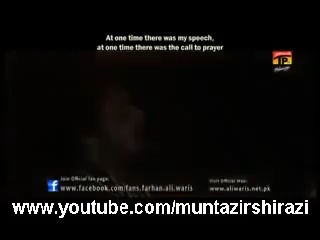 At one time there was my speech,
at one time there was the call to prayer
TP
Join Official fan page:
www.facebook.com/fans.farhan.ali.waris
Visit Official Web:
www.aliwaris.net.pk
www.youtube.com/muntazirshirazi